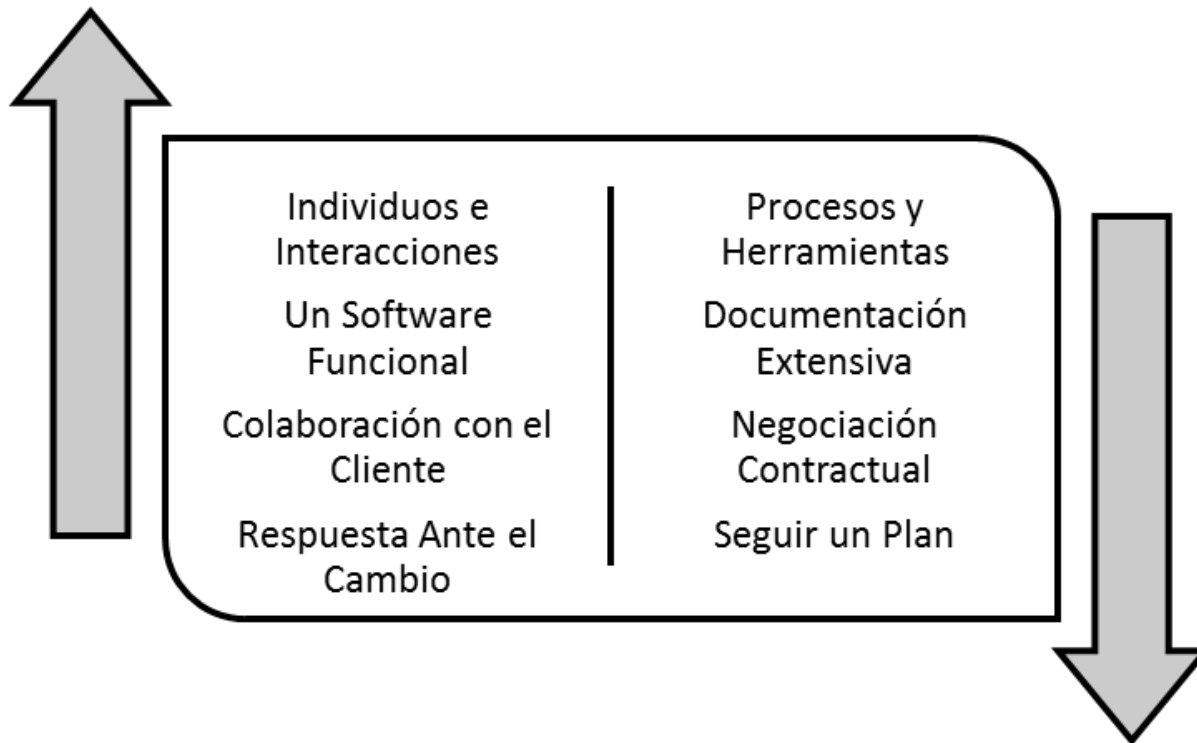 Individuos e
Interacciones
Un Software
Funcional
Colaboración con el
Cliente
Respuesta Ante el
Cambio
Procesos y
Herramientas
Documentación
Extensiva
Negociación
Contractual
Seguir un Plan